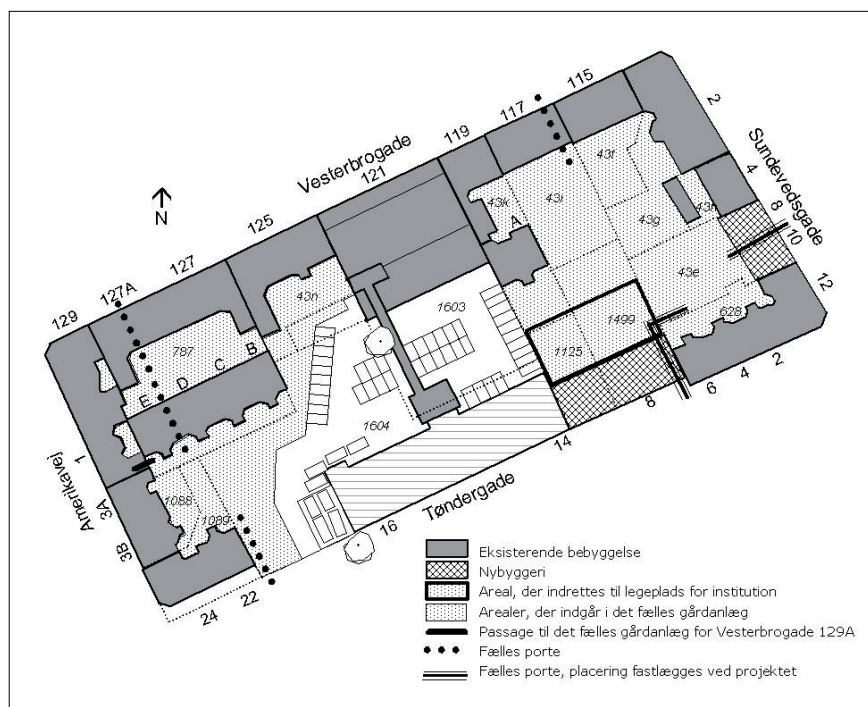 115
117
119
2
Vesterbrogade
121
43f
Sundevedsgade
4
N
125
43k
43i
43h
8
A
43g
10
127
127A
43e
12
129
43n
1603
787
628
B
C
D
E
1499
1125
2
4
6
8
1
1604
14
Amerikavej
3A
1088
1089
Tøndergade
16
3B
22
24
Eksisterende bebyggelse
Nybyggeri
Areal, der indrettes til legeplads for institution
Arealer, der indgår i det fælles gårdanlæg
Passage til det fælles gårdanlæg for Vesterbrogade 129A
Fælles porte
Fælles porte, placering fastlægges ved projektet